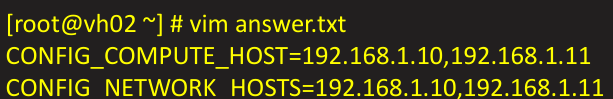 [root@vh02 ~] # vim answer.txt
CONFIG_COMPUTE_HOST=192.168.1.10,192.168.1.11
CONFIG_NETWORK_HOSTS=192.168.1.10,192.168.1.11